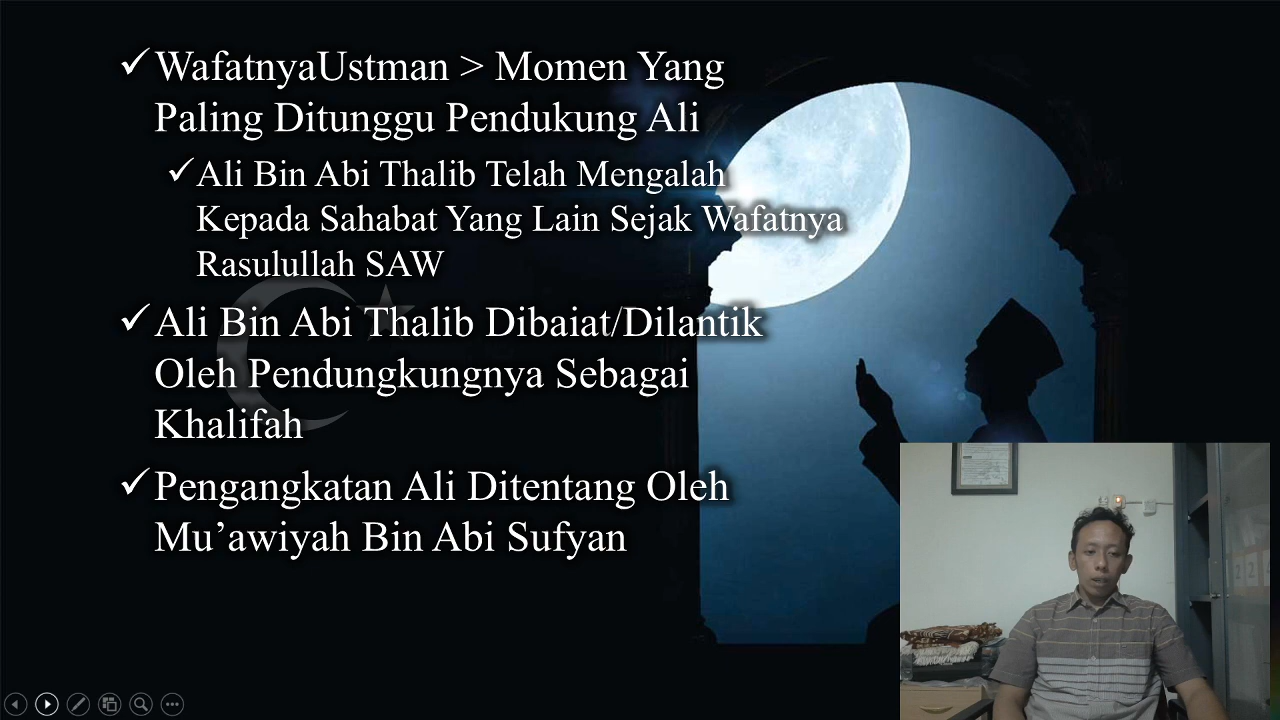 WafatnyaUstman > Momen Yang
Paling Ditunggu Pendukung Ali
Ali Bin Abi Thalib Telah Mengalah
Kepada Sahabat Yang Lain Sejak Wafatnya
Rasulullah SAW
Ali Bin Abi Thalib Dibaiat/Dilantik
Oleh Pendungkungnya Sebagai
Khalifah
Pengangkatan Ali Ditentang Oleh
Mu’awiyah Bin Abi Sufyan